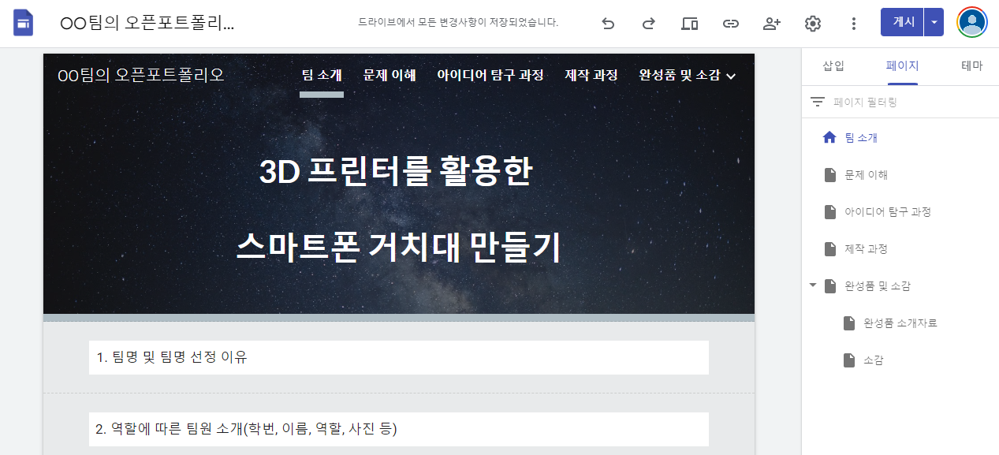 OO팀의 오픈포트폴리...
드라이브에서 모든 변경사항이 저장되었습니다.
게시
OO팀의 오픈포트폴리오
팀 소개 문제 이해 아이디어 탐구 과정 제작 과정 완성품 및 소감
3D 프린터를 활용한
스마트폰 거치대 만들기
1. 팀명 및 팀명 선정 이유
2. 역할에 따른 팀원 소개(학번, 이름, 역할, 사진 등)
삽입 페이지 테마
페이지 필터링
팀 소개
문제 이해
아이디어 탐구 과정
제작 과정
완성품 및 소감
완성품 소개자료
소감